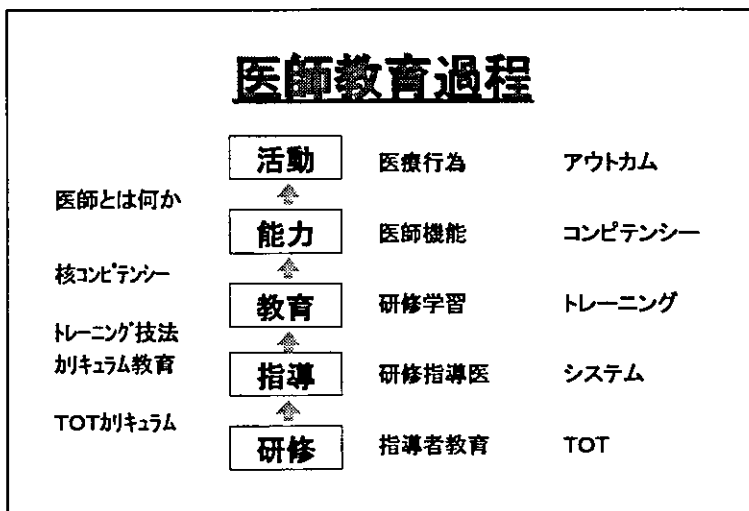 医師教育過程
活動 医療行為 アウトカム
医師とは何か
能力 医師機能 コンピテンシー
核コンピテンシー
教育 研修学習 トレーニング
トレーニング技法
カリキュラム教育
指導 研修指導医 システム
TOTカリキュラム
研修 指導者教育 TOT